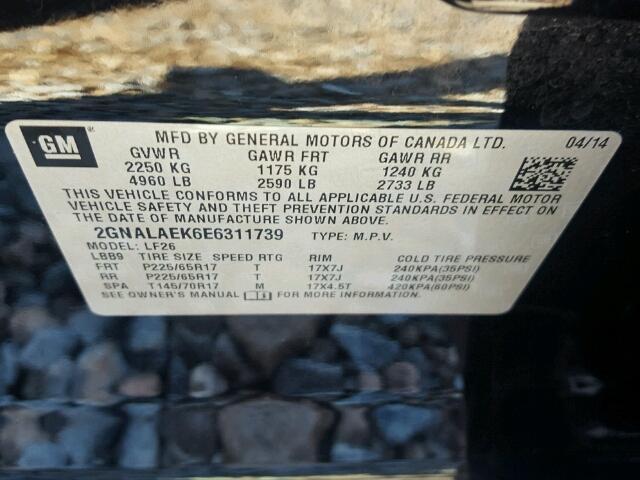 GM ®
MFD BY GENERAL MOTORS OF CANADA LTD. 04/14
GVWR GAWR FRT GAWR RR
2250 KG 1175 KG 1240 KG
4960 LB 2590 LB 2733 LB
THIS VEHICLE CONFORMS TO ALL APPLICABLE U.S. FEDERAL MOTOR
VEHICLE SAFETY AND THEFT PREVENTION STANDARDS IN EFFECT ON
THE DATE OF MANUFACTURE SHOWN ABOVE.
2GNALAEK6E6311739 TYPE: M.P.V.
MODEL: LF26
LBB9 TIRE SIZE SPEED RTG RIM COLD TIRE PRESSURE
FRT P225/65R17 T 17X7J 240KPA(35PSI)
RR P225/65R17 T 17X7J 240KPA(35PSI)
SPA T145/70R17 M 17X4.5T 420KPA(60PSI)
SEE OWNER'S MANUAL FOR MORE INFORMATION.